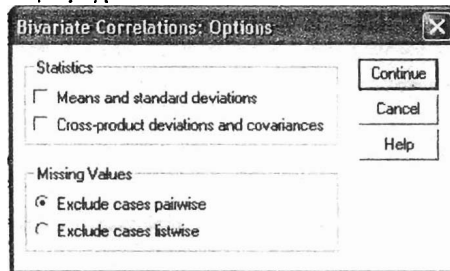 Bivariate Correlations: Options
Statistics
Means and standard deviations
Cross-product deviations and covariances
Missing Values
Exclude cases pairwise
Exclude cases listwise
Continue
Cancel
Help